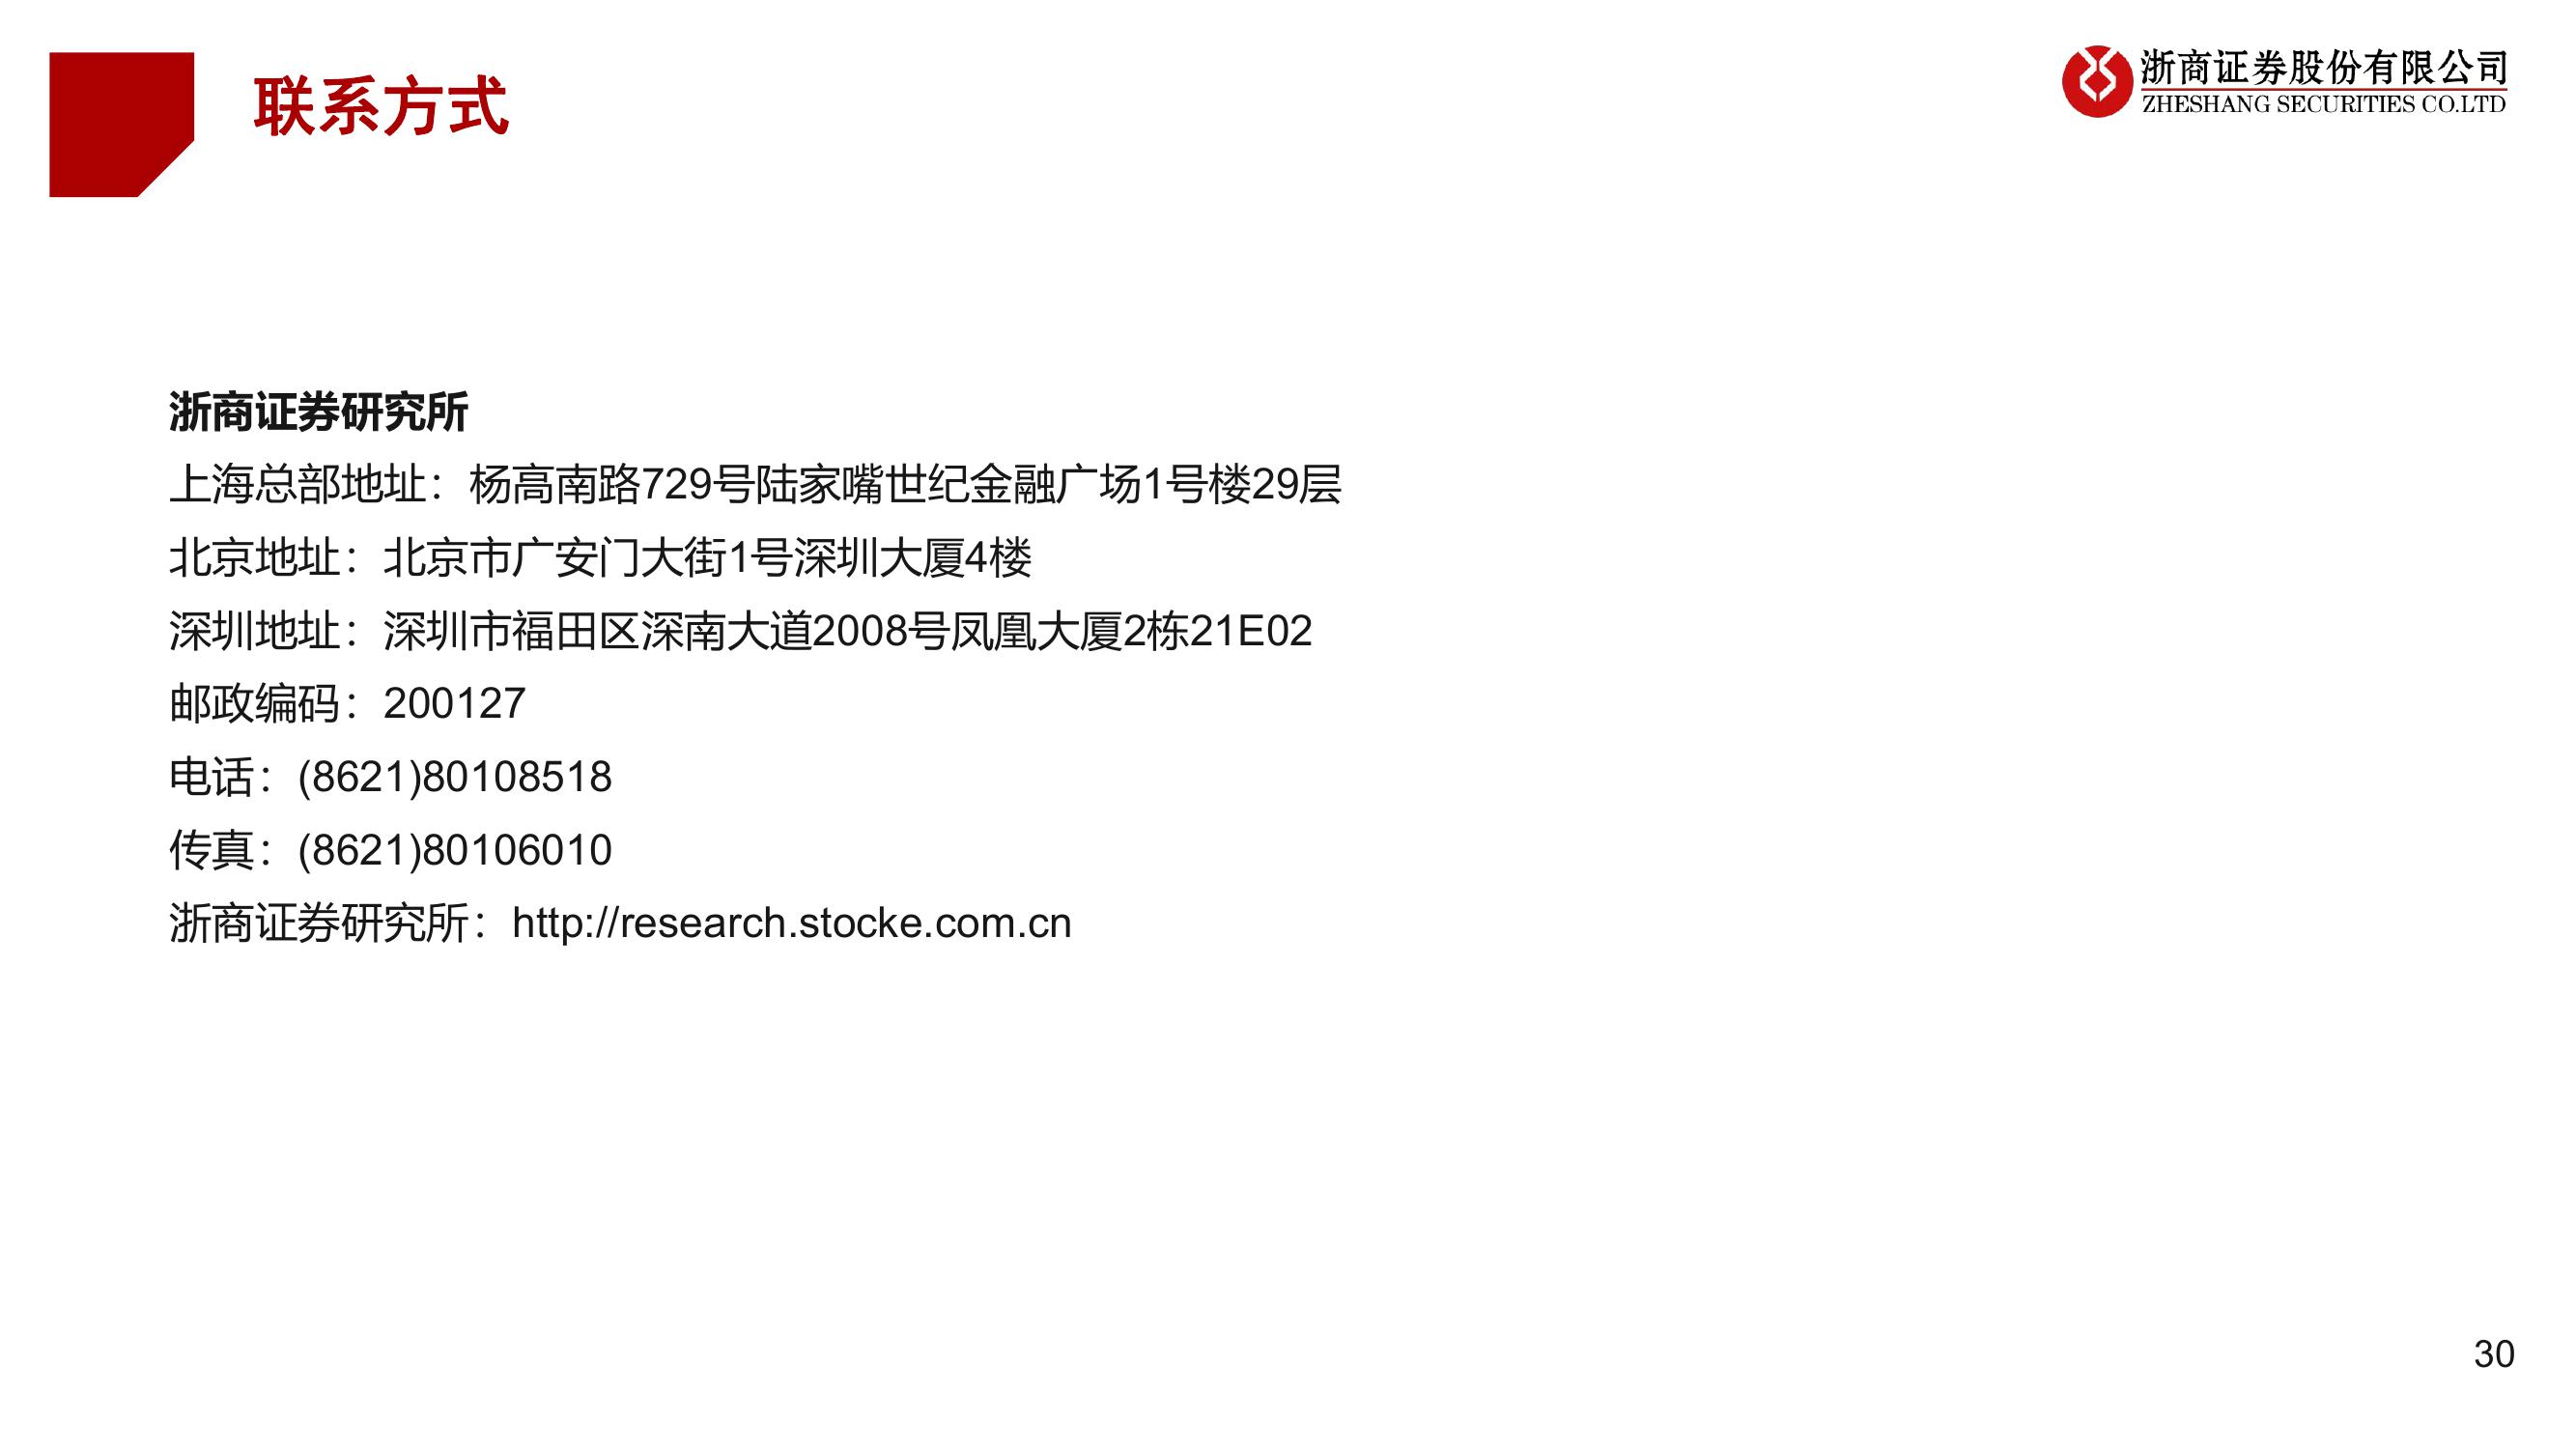 联系方式
浙商证券股份有限公司
ZHESHANG SECURITIES CO.LTD
浙商证券研究所
上海总部地址：杨高南路729号陆家嘴世纪金融广场1号楼29层
北京地址：北京市广安门大街1号深圳大厦4楼
深圳地址：深圳市福田区深南大道2008号凤凰大厦2栋21E02
邮政编码：200127
电话：(8621)80108518
传真：(8621)80106010
浙商证券研究所：http://research.stocke.com.cn
30